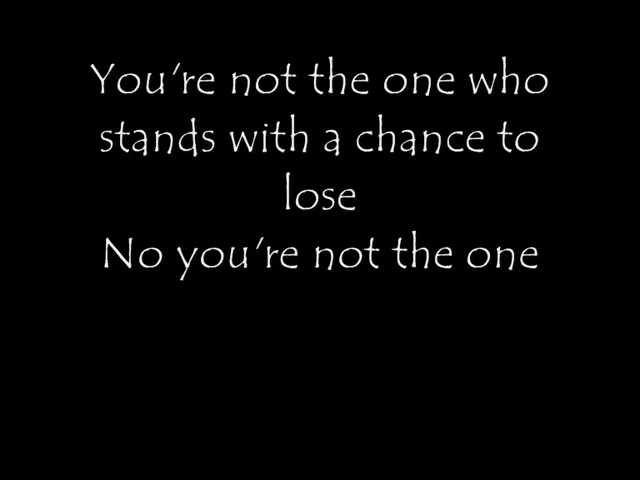 You're not the one who
stands with a chance to
lose
No you're not the one